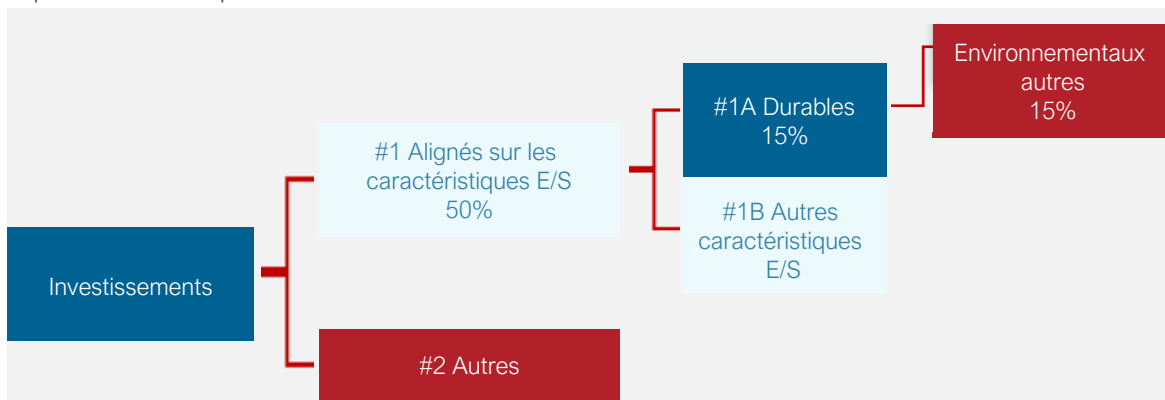 Environnementaux
autres
15%
#1A Durables
15%
#1 Alignés sur les
caractéristiques E/S
50%
#1B Autres
caractéristiques
E/S
Investissements
#2 Autres